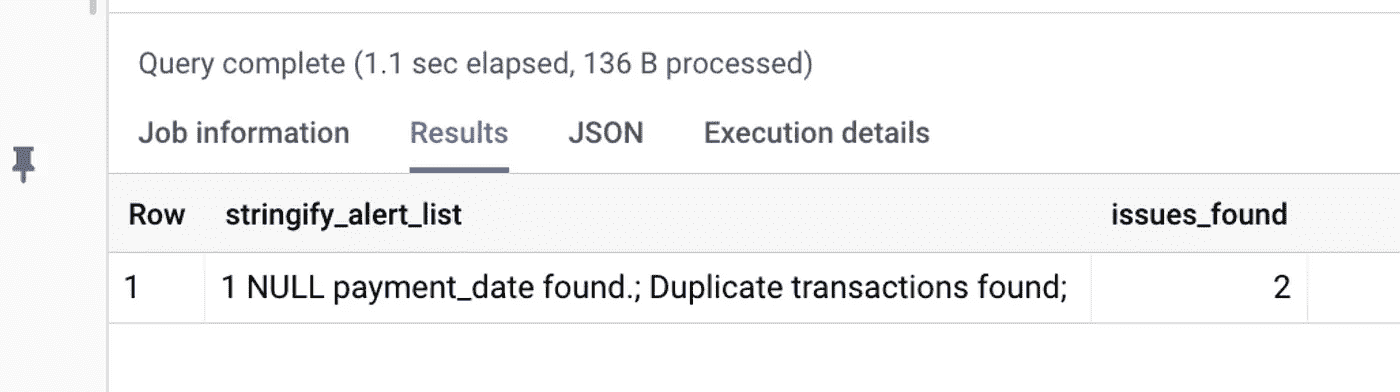 Query complete (1.1 sec elapsed, 136 B processed)
Job information Results JSON Execution details
Row stringify_alert_list issues_found
1 1 NULL payment_date found.; Duplicate transactions found; 2